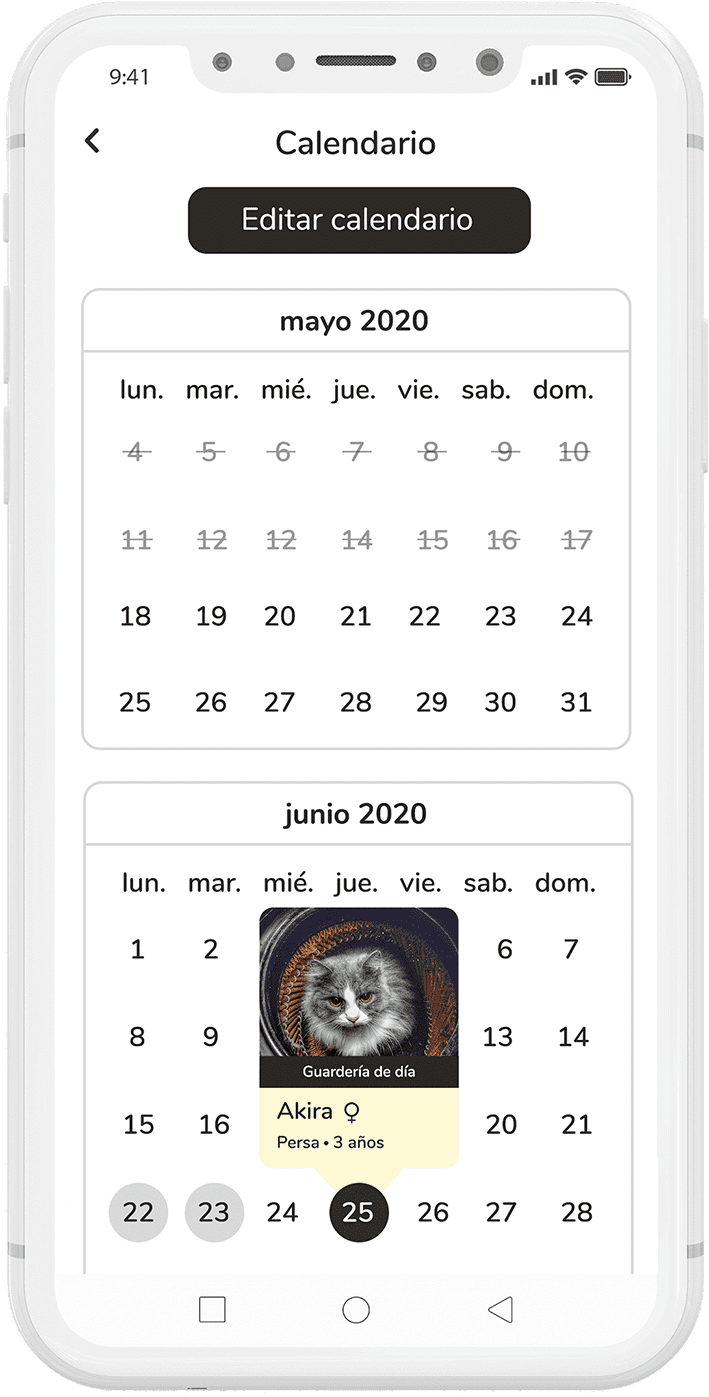 9:41
Calendario
Editar calendario
mayo 2020
lun. mar. mié. jue. vie. sab. dom.
4 5 6 7 8 9 10
11 12 12 14 15 16 17
18 19 20 21 22 23 24
25 26 27 28 29 30 31
junio 2020
lun. mar. mié. jue. vie. sab. dom.
1 2 6 7
8 9 13 14
Guardería de día
Akira ♀
15 16 20 21
Persa • 3 años
22 23 24 25 26 27 28